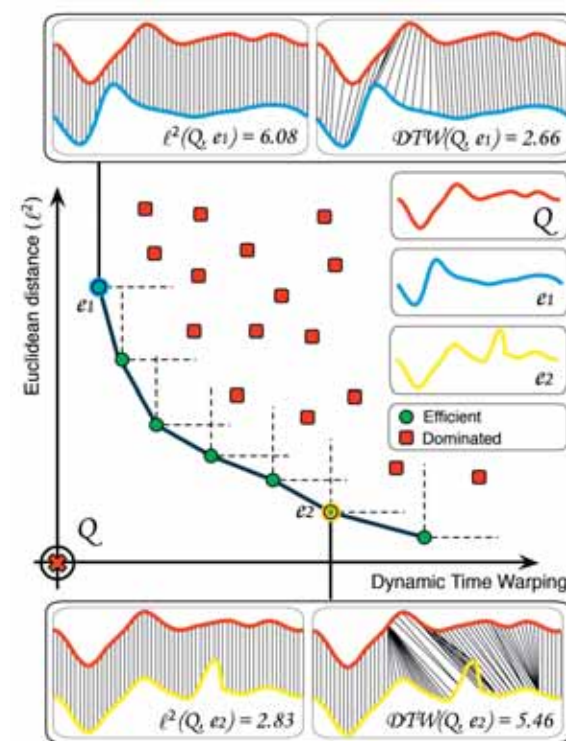 ℓ²(Q, e1) = 6.08
DTW(Q, e1) = 2.66
Euclidean distance (ℓ²)
Q
e1
e1
e2
Efficient
Dominated
e2
Q
Dynamic Time Warping
ℓ²(Q, e2) = 2.83
DTW(Q, e2) = 5.46